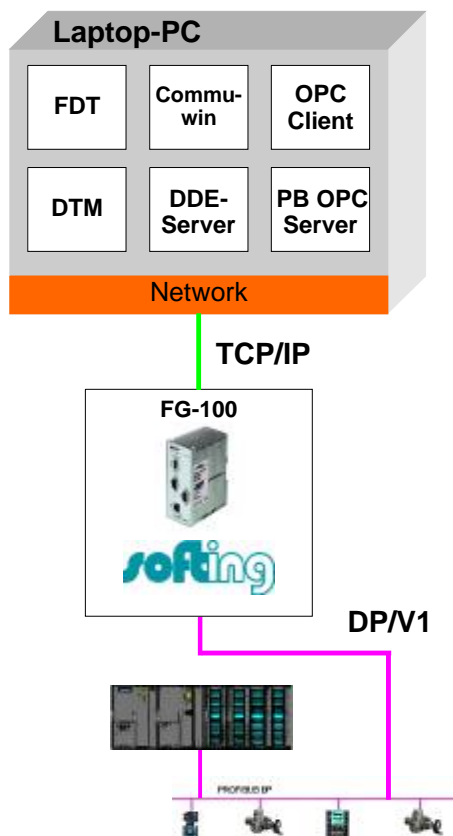 Laptop-PC
FDT
Commu-
win
OPC
Client
DTM
DDE-
Server
PB OPC
Server
Network
TCP/IP
FG-100
softing
DP/V1
PROFIBUS DP